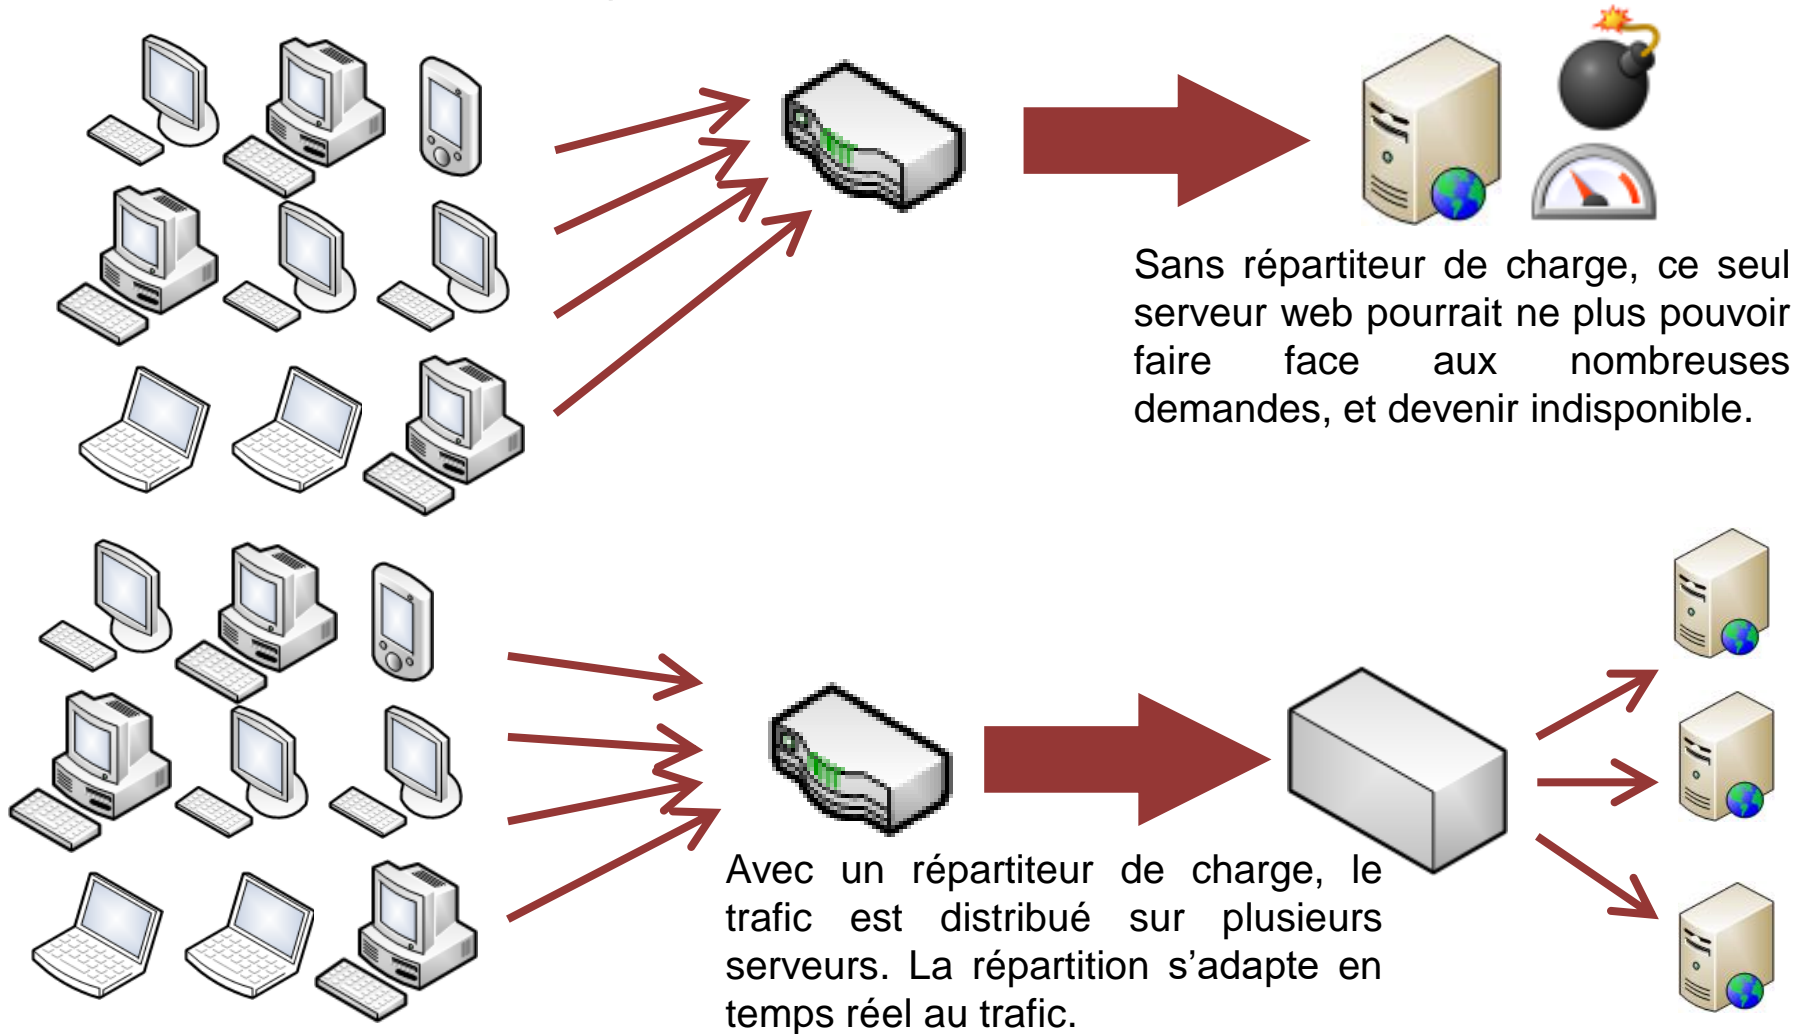 Sans répartiteur de charge, ce seul
serveur web pourrait ne plus pouvoir
faire face aux nombreuses
demandes, et devenir indisponible.
Avec un répartiteur de charge, le
trafic est distribué sur plusieurs
serveurs. La répartition s’adapte en
temps réel au trafic.